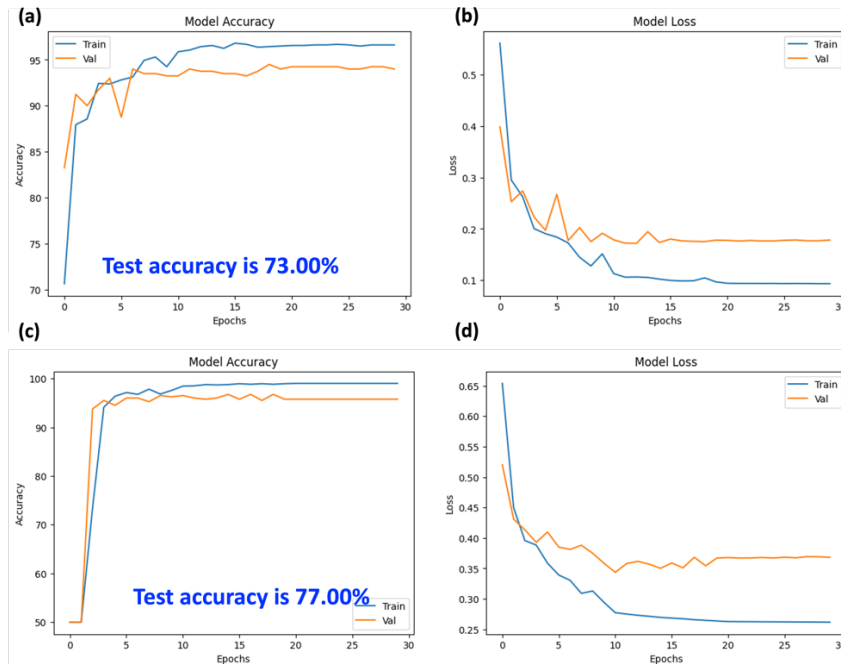 (a)
Model Accuracy
Train
Val
95
90
85
80
75
70
Accuracy
Test accuracy is 73.00%
0
5
10
15
20
25
30
Epochs
(b)
Model Loss
Train
Val
0.5
0.4
0.3
0.2
0.1
Loss
0
5
10
15
20
25
30
Epochs
(c)
Model Accuracy
100
90
80
70
60
50
Accuracy
Test accuracy is 77.00%
Train
Val
0
5
10
15
20
25
30
Epochs
(d)
Model Loss
Train
Val
0.65
0.60
0.55
0.50
0.45
0.40
0.35
0.30
0.25
Loss
0
5
10
15
20
25
30
Epochs